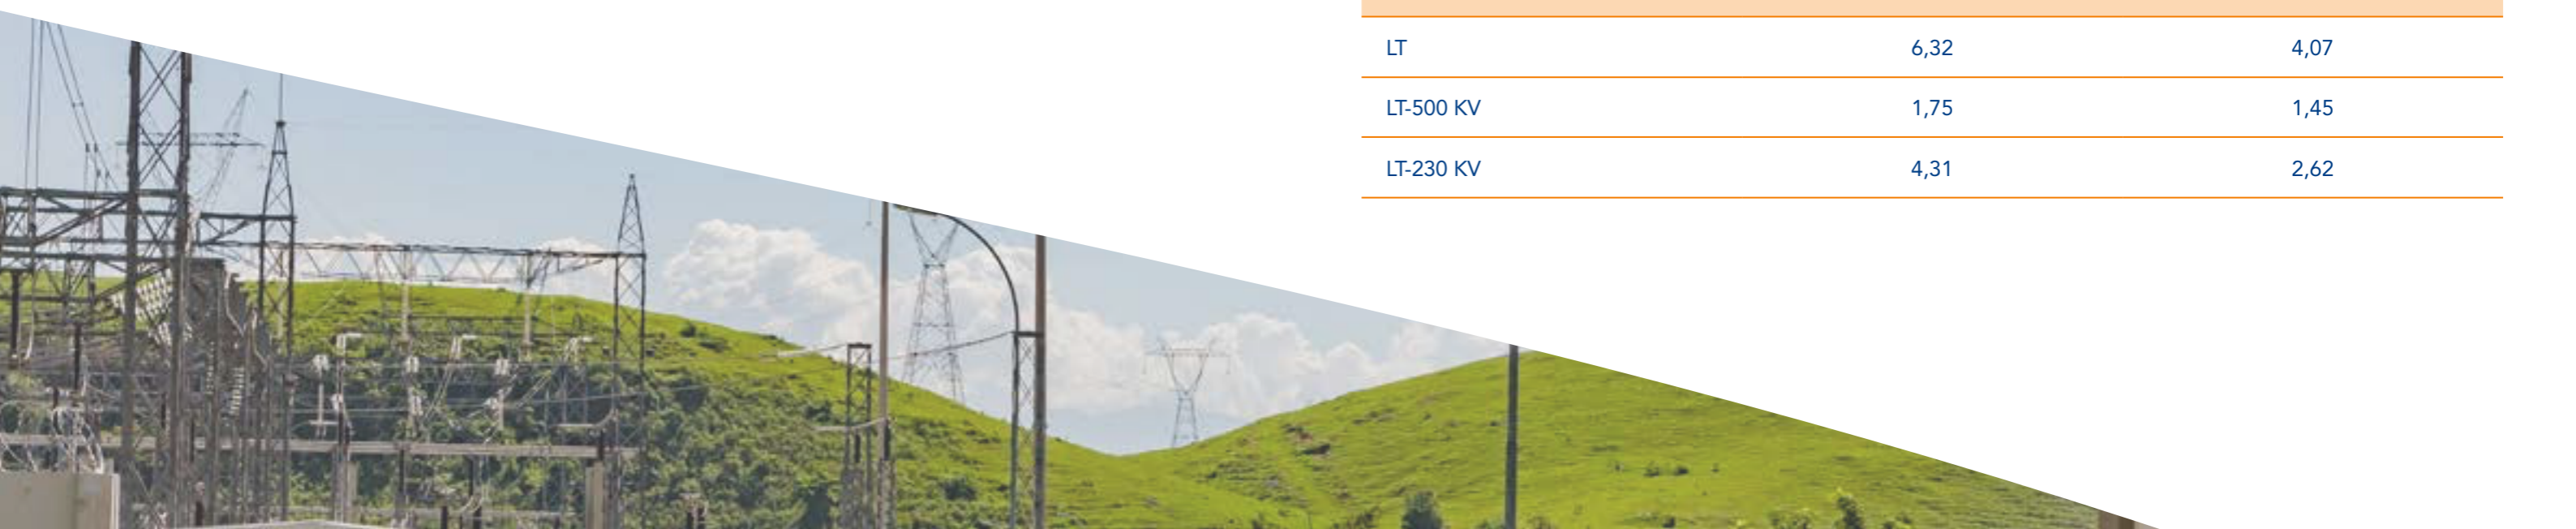 LT 6,32 4,07
LT-500 KV 1,75 1,45
LT-230 KV 4,31 2,62